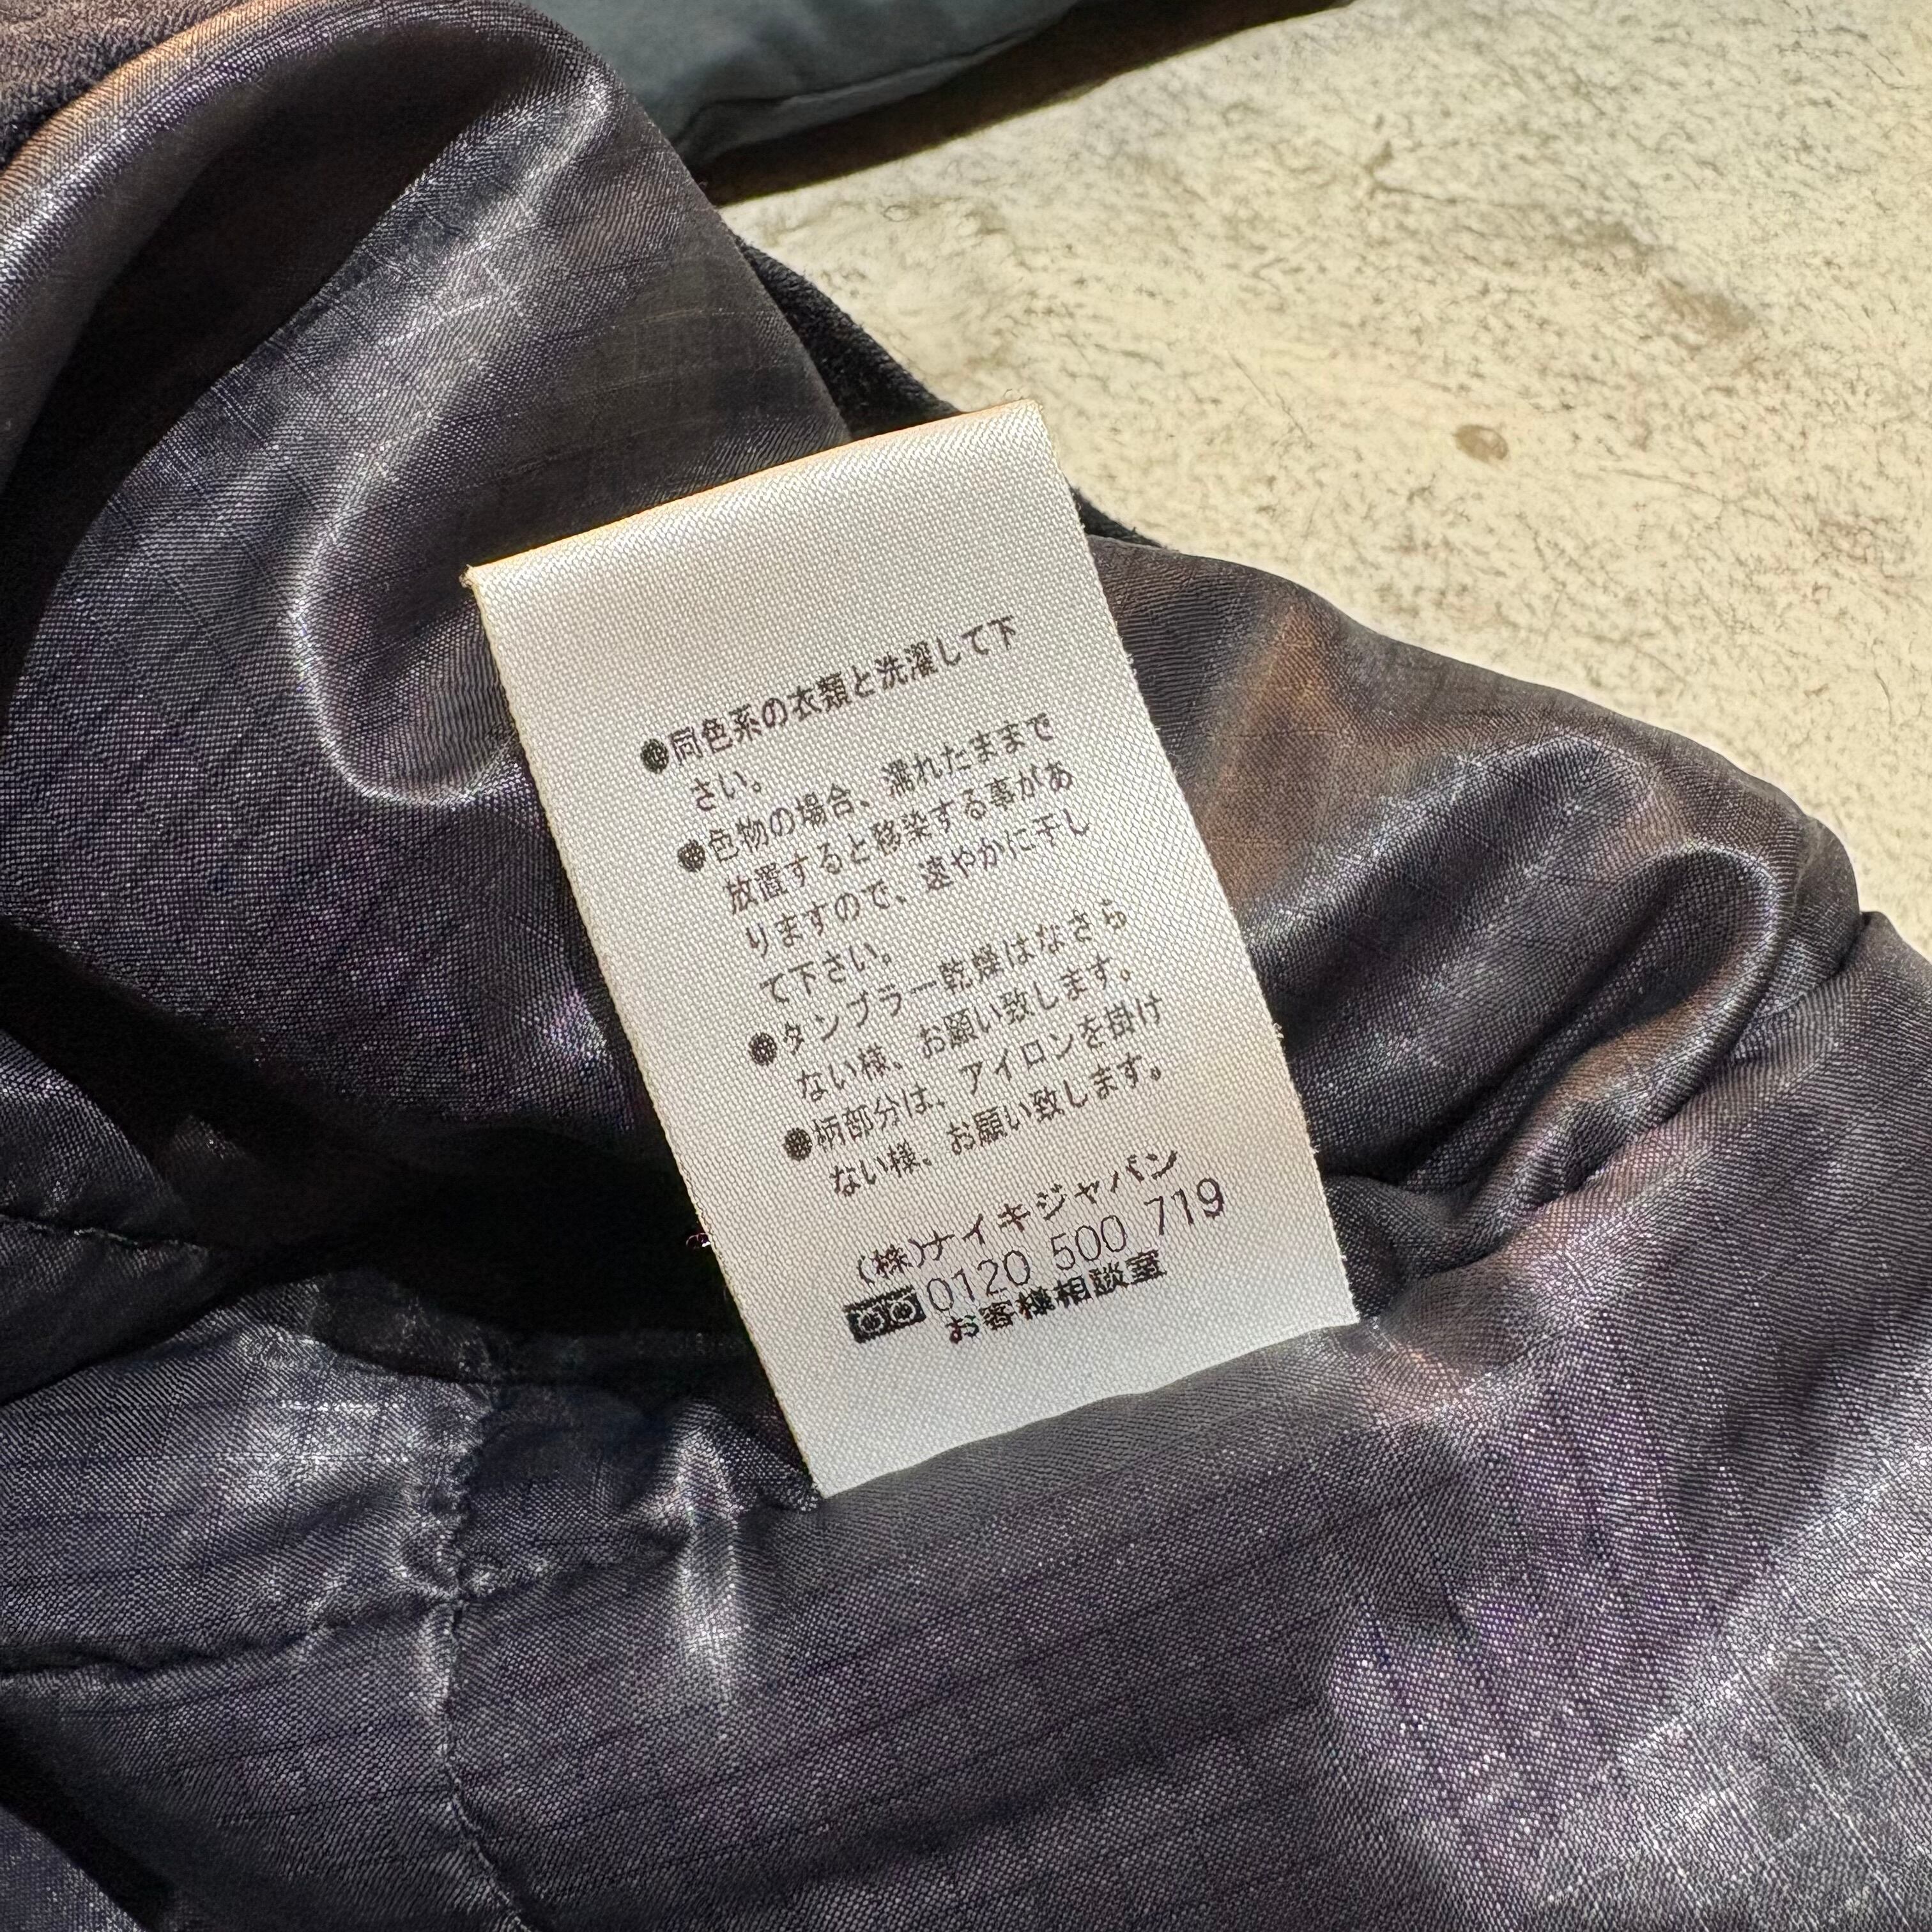 ●同色系の衣類と洗濯して下
さい。
●色物の場合、濡れたままで
放置すると移染する事があ
りますので、速やかに干し
て下さい。
●タンブラー乾燥はなさら
ない様、お願い致します。
●柄部分は、アイロンを掛け
ない様、お願い致します。
(株)ナイキジャパン
0120 500 719
お客様相談室